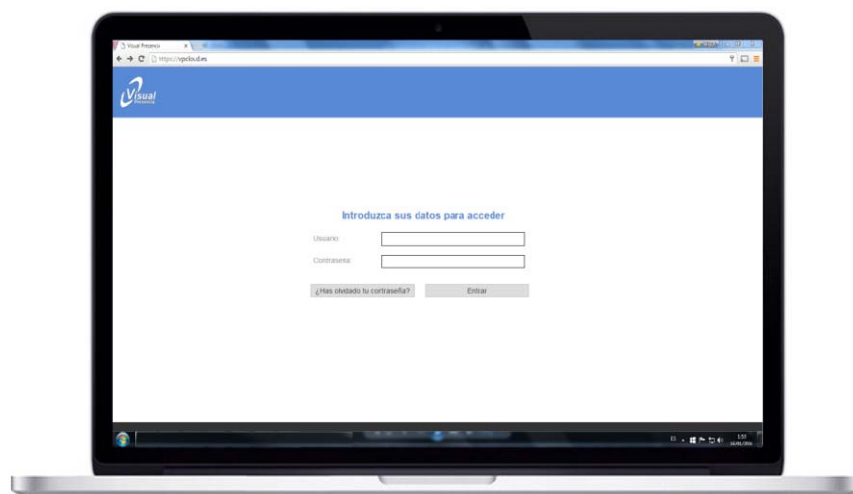 Visual Presencia
https://vpcloud.es
Visual
Presencia
Introduzca sus datos para acceder
Usuario:
Contraseña:
¿Has olvidado tu contraseña?
Entrar
ES